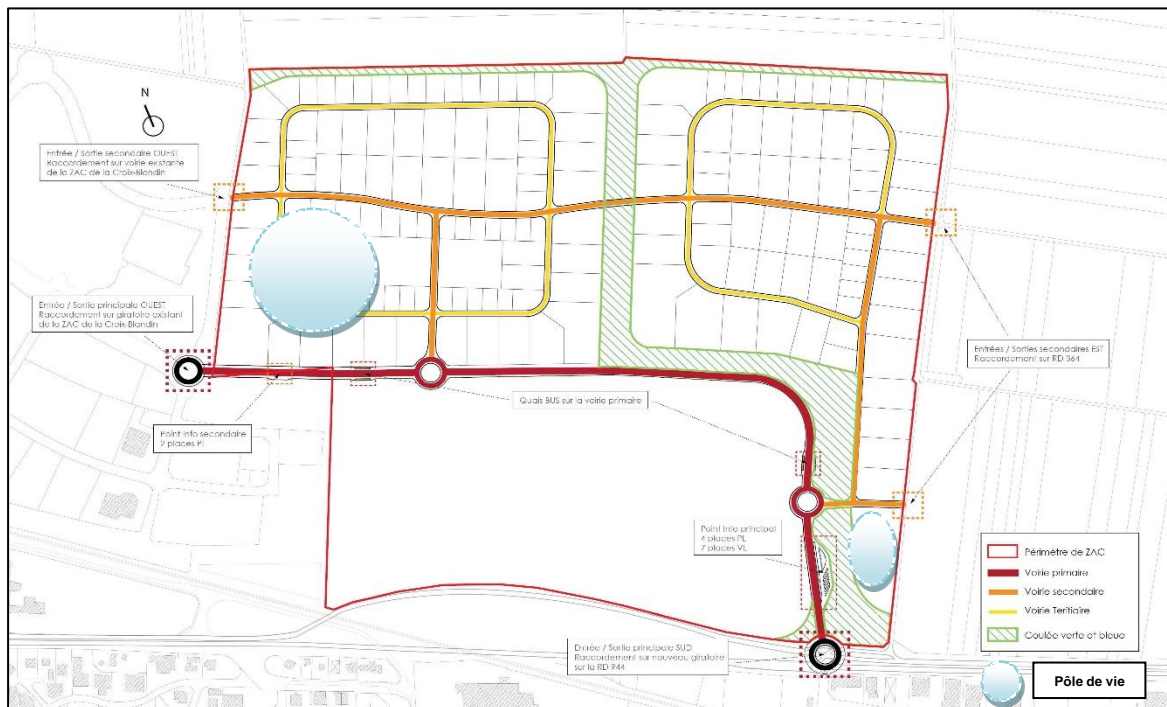 N
Entrée / Sortie secondaire OUEST
Raccordement sur voirie existante
de la ZAC de la Croix-Blandin
Entrée / Sortie principale OUEST
Raccordement sur giratoire existant
de la ZAC de la Croix-Blandin
Entrées / Sorties secondaires EST
Raccordement sur RD 364
Quais BUS sur la voirie primaire
Point Info secondaire
2 places PL
Point Info principal
4 places PL
7 places VL
Entrée / Sortie principale SUD
Raccordement sur nouveau giratoire
sur la RD 944
Périmètre de ZAC
Voirie primaire
Voirie secondaire
Voirie Teritiaire
Coulée verte et bleue
Pôle de vie